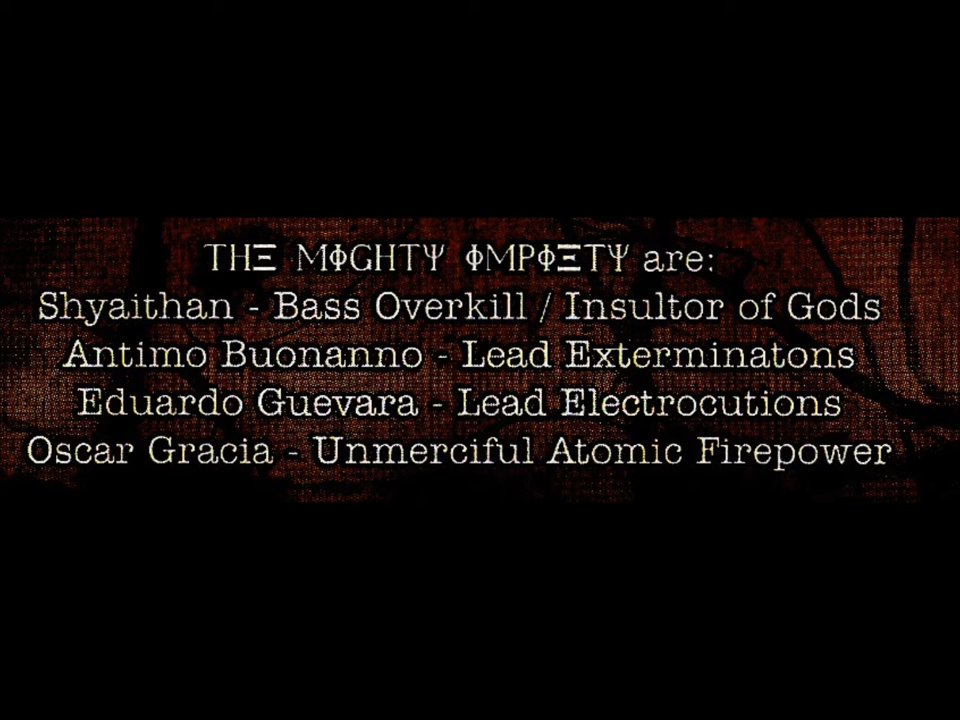 THΞ MΦGHTΨ ΦMPΦΞTΨ are:
Shyaithan - Bass Overkill / Insultor of Gods
Antimo Buonanno - Lead Exterminatons
Eduardo Guevara - Lead Electrocutions
Oscar Gracia - Unmerciful Atomic Firepower